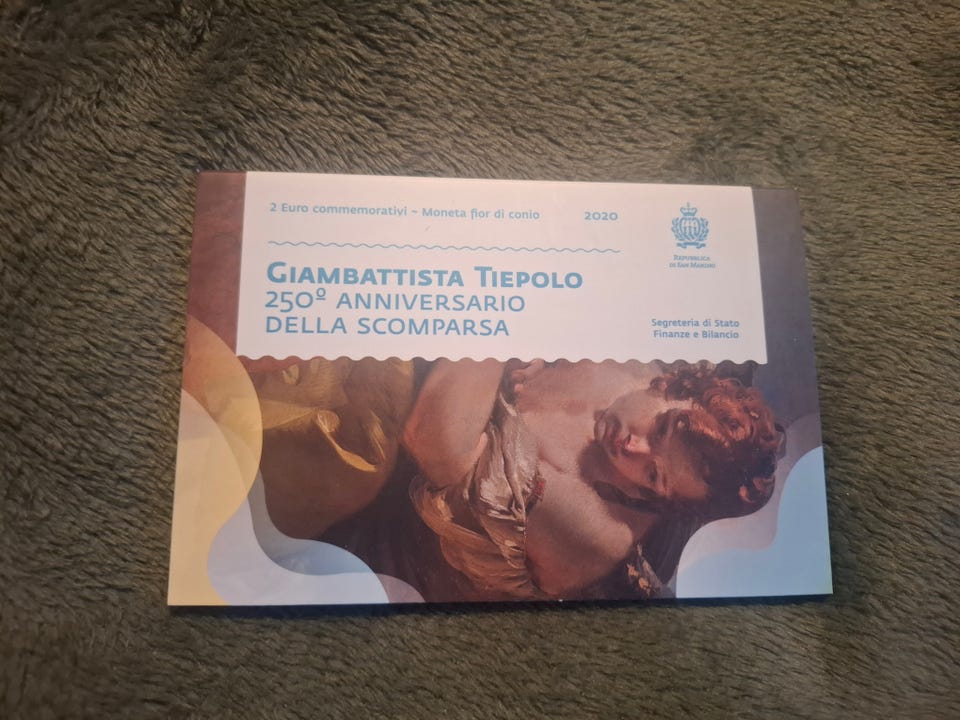 2 Euro commemorativi – Moneta fior di conio 2020
Giambattista Tiepolo
250º anniversario
della scomparsa
Repubblica
di San Marino
Segreteria di Stato
Finanze e Bilancio